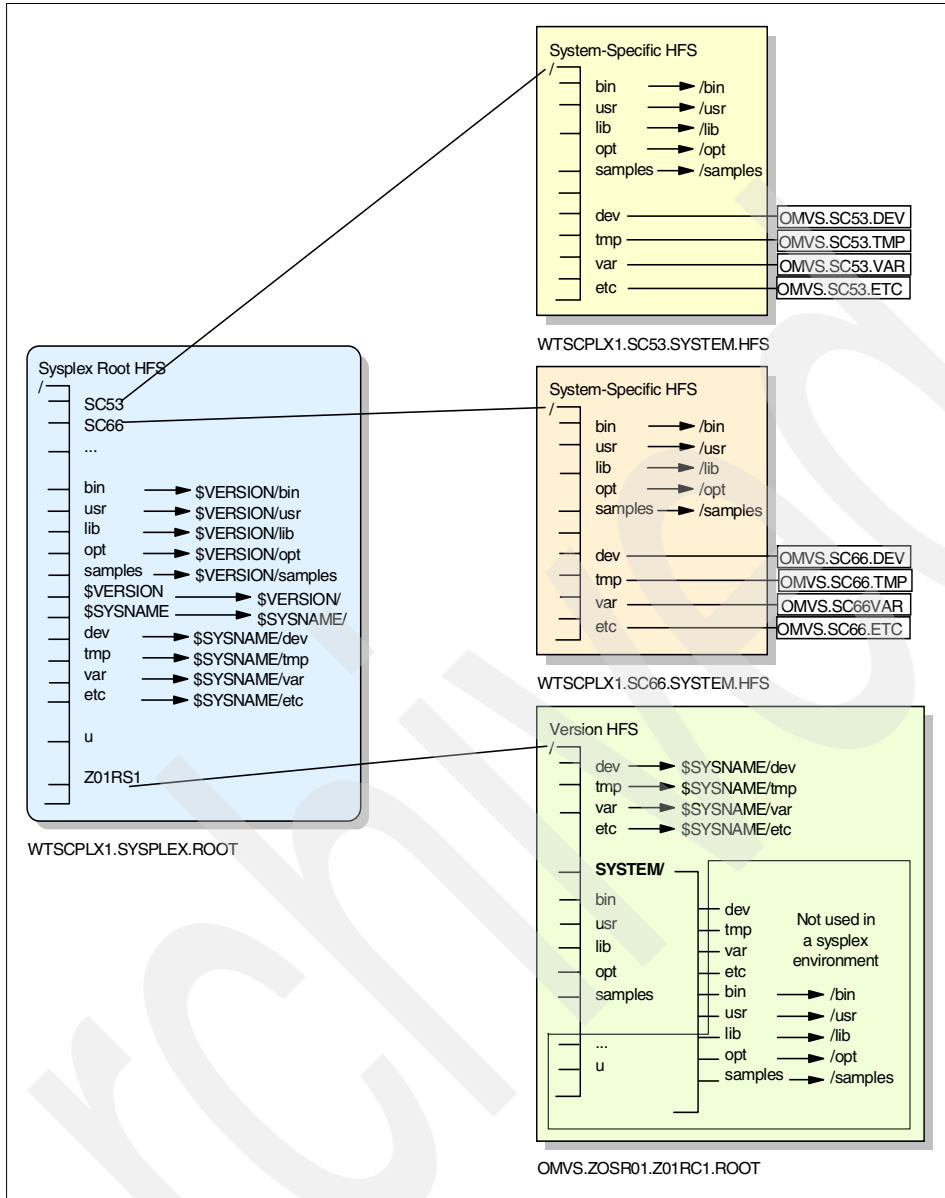 System-Specific HFS
/
bin /bin
usr /usr
lib /lib
opt /opt
samples /samples
dev OMVS.SC53.DEV
tmp OMVS.SC53.TMP
var OMVS.SC53.VAR
etc OMVS.SC53.ETC
WTSCPLX1.SC53.SYSTEM.HFS
Sysplex Root HFS
/
SC53
SC66
...
bin $VERSION/bin
usr $VERSION/usr
lib $VERSION/lib
opt $VERSION/opt
samples $VERSION/samples
$VERSION $VERSION/
$SYSNAME $SYSNAME/
dev $SYSNAME/dev
tmp $SYSNAME/tmp
var $SYSNAME/var
etc $SYSNAME/etc
u
Z01RS1
WTSCPLX1.SYSPLEX.ROOT
System-Specific HFS
/
bin /bin
usr /usr
lib /lib
opt /opt
samples /samples
dev OMVS.SC66.DEV
tmp OMVS.SC66.TMP
var OMVS.SC66VAR
etc OMVS.SC66.ETC
WTSCPLX1.SC66.SYSTEM.HFS
Version HFS
/
dev $SYSNAME/dev
tmp $SYSNAME/tmp
var $SYSNAME/var
etc $SYSNAME/etc
SYSTEM/
bin
usr
lib
opt
samples
...
u
dev
tmp
var
etc
bin /bin
usr /usr
lib /lib
opt /opt
samples /samples
Not used in
a sysplex
environment
OMVS.ZOSR01.Z01RC1.ROOT
rchived